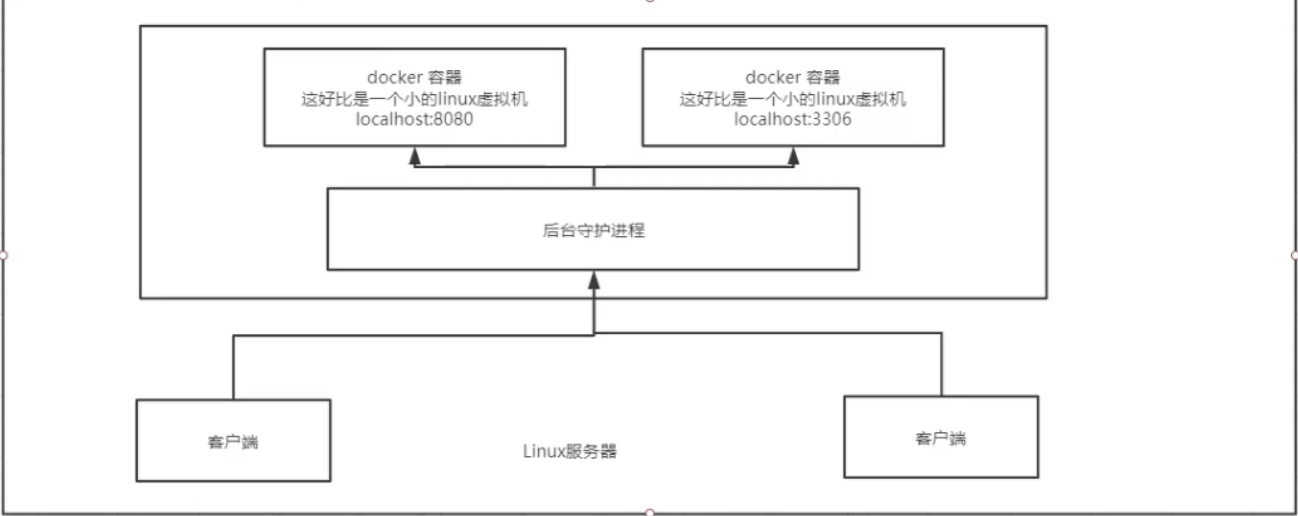 docker 容器
这好比是一个小的linux虚拟机
localhost:8080
docker 容器
这好比是一个小的linux虚拟机
localhost:3306
后台守护进程
客户端
Linux服务器
客户端